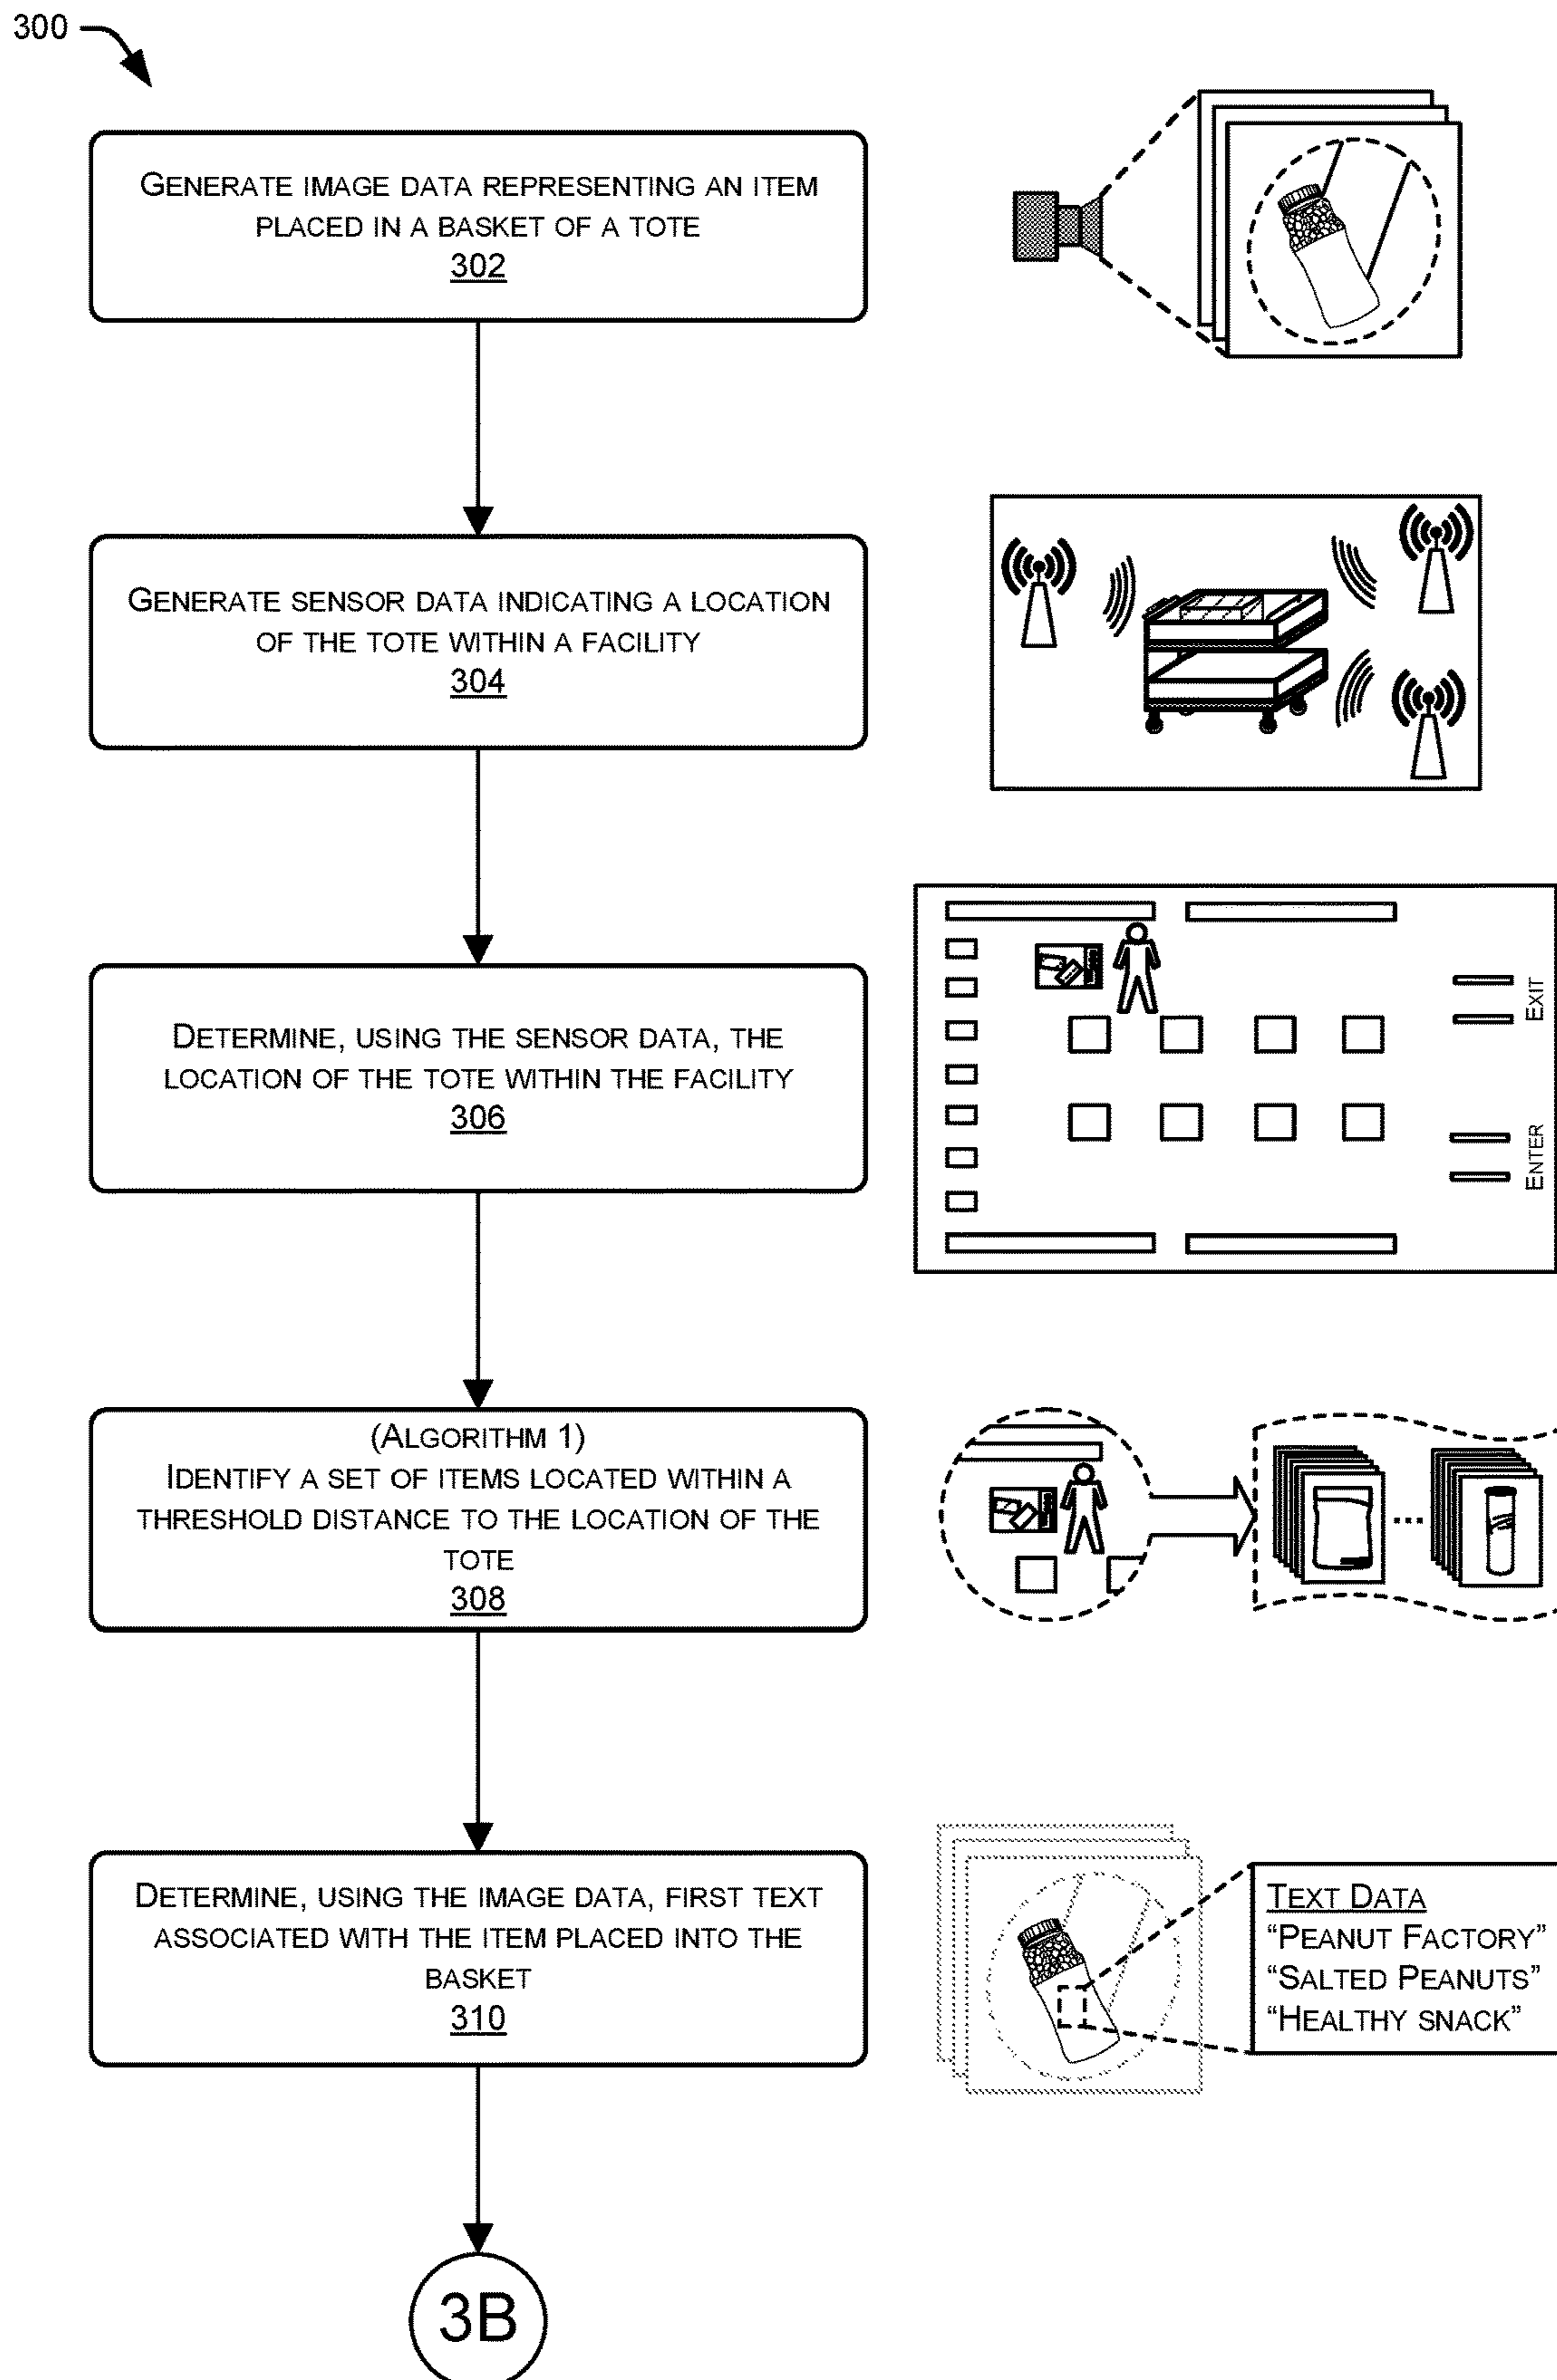 300
GENERATE IMAGE DATA REPRESENTING AN ITEM
PLACED IN A BASKET OF A TOTE
302
GENERATE SENSOR DATA INDICATING A LOCATION
OF THE TOTE WITHIN A FACILITY
304
DETERMINE, USING THE SENSOR DATA, THE
LOCATION OF THE TOTE WITHIN THE FACILITY
306
EXIT
ENTER
(ALGORITHM 1)
IDENTIFY A SET OF ITEMS LOCATED WITHIN A
THRESHOLD DISTANCE TO THE LOCATION OF THE
TOTE
308
...
DETERMINE, USING THE IMAGE DATA, FIRST TEXT
ASSOCIATED WITH THE ITEM PLACED INTO THE
BASKET
310
TEXT DATA
“PEANUT FACTORY”
“SALTED PEANUTS”
“HEALTHY SNACK”
3B